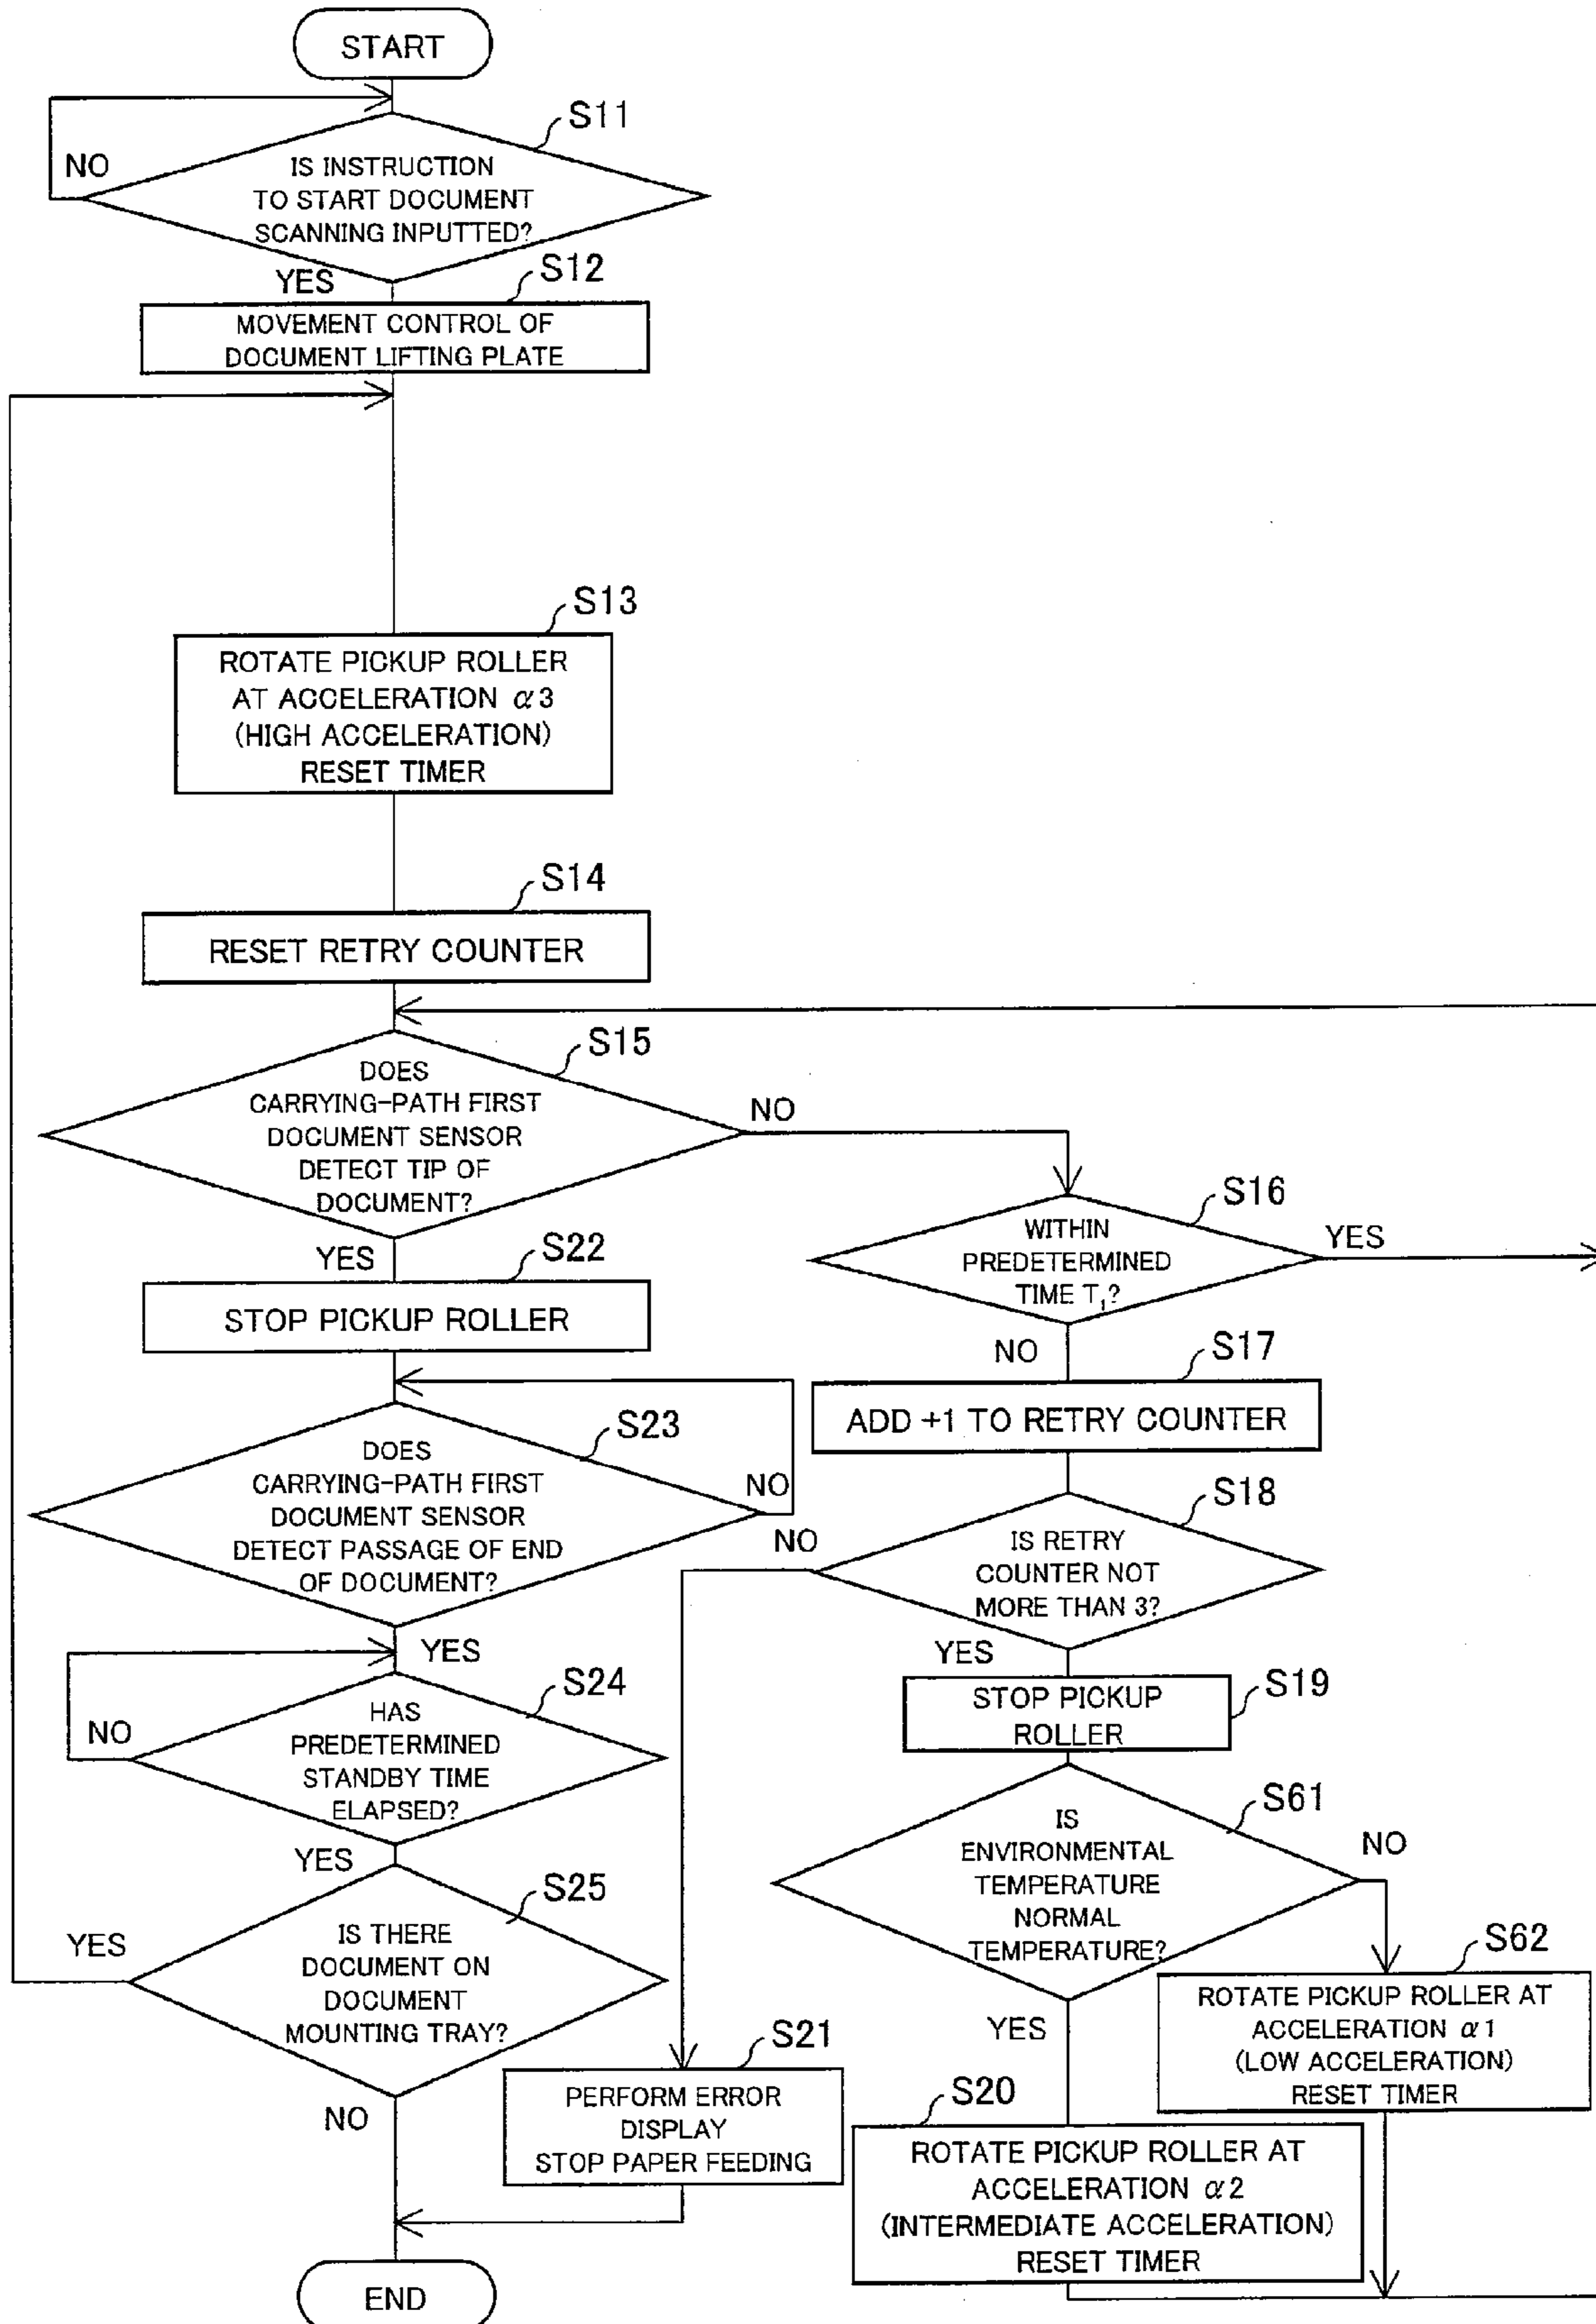 START
S11
NO
IS INSTRUCTION
TO START DOCUMENT
SCANNING INPUTTED?
YES
S12
MOVEMENT CONTROL OF
DOCUMENT LIFTING PLATE
S13
ROTATE PICKUP ROLLER
AT ACCELERATION α3
(HIGH ACCELERATION)
RESET TIMER
S14
RESET RETRY COUNTER
S15
DOES
CARRYING-PATH FIRST
DOCUMENT SENSOR
DETECT TIP OF
DOCUMENT?
NO
YES
S16
WITHIN
PREDETERMINED
TIME T₁?
YES
NO
S22
STOP PICKUP ROLLER
S17
ADD +1 TO RETRY COUNTER
S23
DOES
CARRYING-PATH FIRST
DOCUMENT SENSOR
DETECT PASSAGE OF END
OF DOCUMENT?
NO
YES
S18
NO
IS RETRY
COUNTER NOT
MORE THAN 3?
YES
S24
NO
HAS
PREDETERMINED
STANDBY TIME
ELAPSED?
YES
S19
STOP PICKUP
ROLLER
S61
IS
ENVIRONMENTAL
TEMPERATURE
NORMAL
TEMPERATURE?
NO
YES
S25
YES
IS THERE
DOCUMENT ON
DOCUMENT
MOUNTING TRAY?
NO
S62
ROTATE PICKUP ROLLER AT
ACCELERATION α1
(LOW ACCELERATION)
RESET TIMER
S21
PERFORM ERROR
DISPLAY
STOP PAPER FEEDING
S20
ROTATE PICKUP ROLLER AT
ACCELERATION α2
(INTERMEDIATE ACCELERATION)
RESET TIMER
END